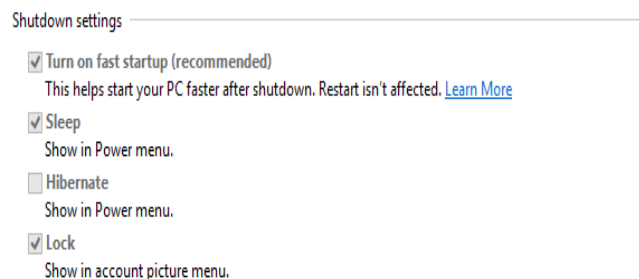 Shutdown settings
Turn on fast startup (recommended)
This helps start your PC faster after shutdown. Restart isn't affected. Learn More
Sleep
Show in Power menu.
Hibernate
Show in Power menu.
Lock
Show in account picture menu.